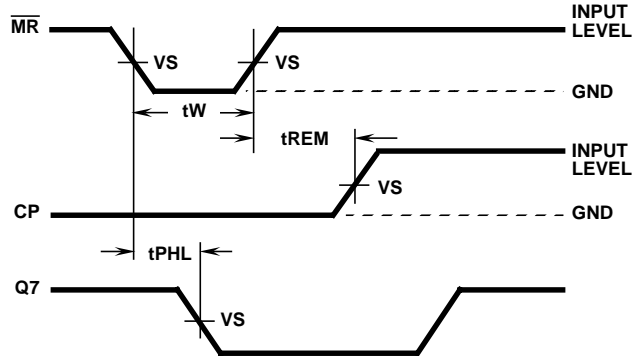 MR
INPUT
LEVEL
VS
VS
GND
tW
tREM
INPUT
LEVEL
VS
CP
GND
tPHL
Q7
VS